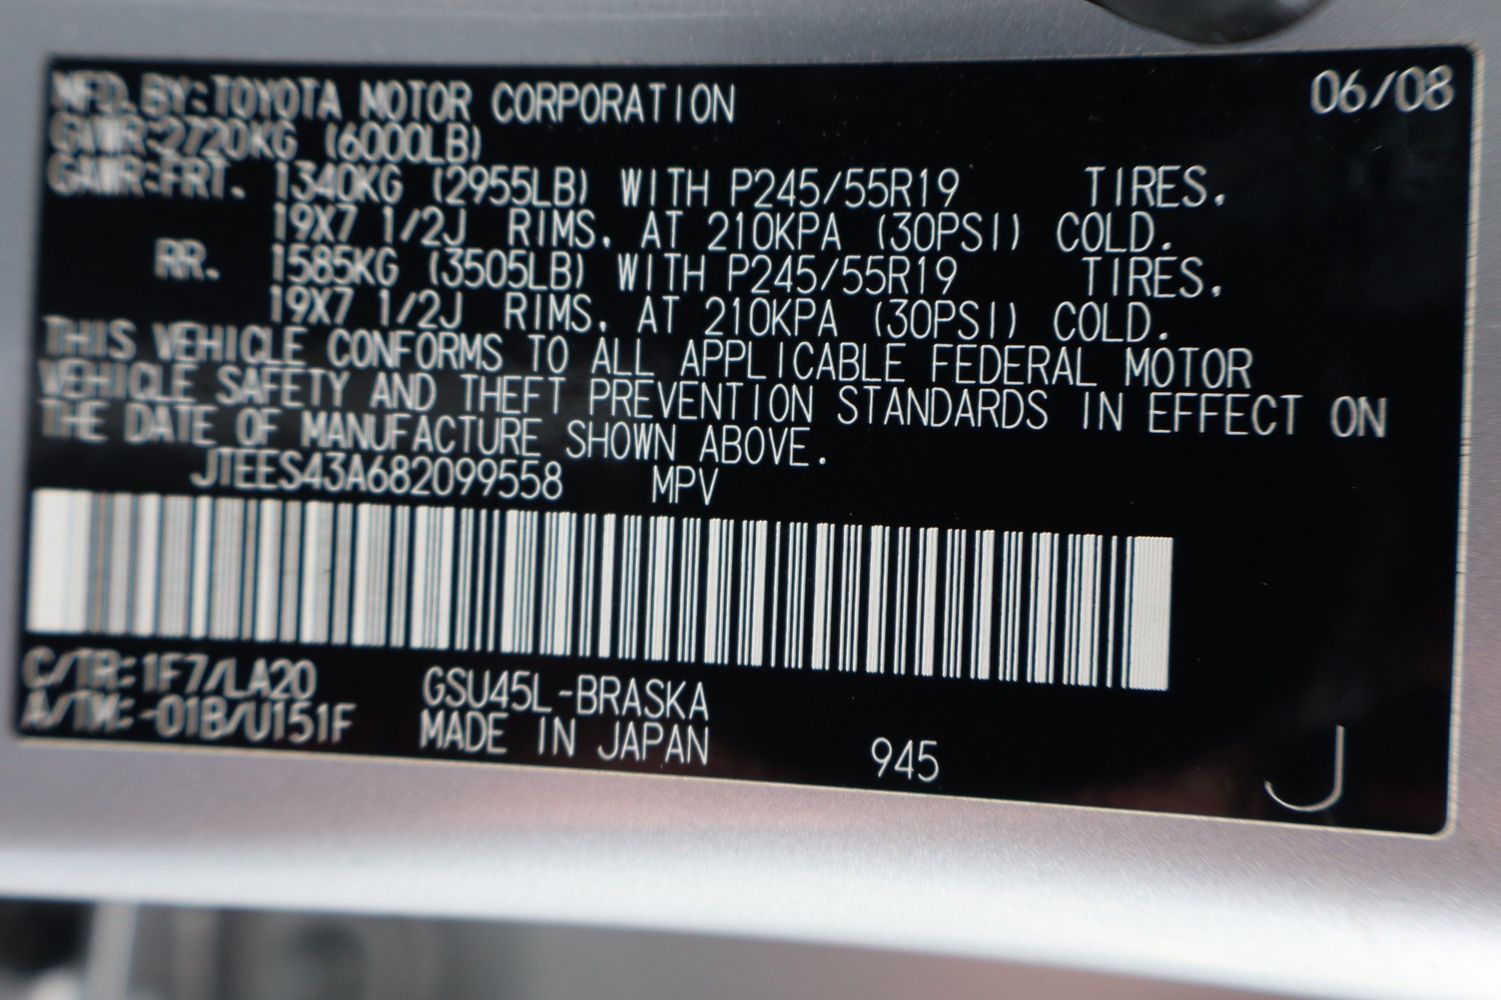 MFD. BY:TOYOTA MOTOR CORPORATION 06/08
GVWR:2720KG (6000LB)
GAWR:FRT. 1340KG (2955LB) WITH P245/55R19 TIRES.
19X7 1/2J RIMS. AT 210KPA (30PSI) COLD.
RR. 1585KG (3505LB) WITH P245/55R19 TIRES.
19X7 1/2J RIMS. AT 210KPA (30PSI) COLD.
THIS VEHICLE CONFORMS TO ALL APPLICABLE FEDERAL MOTOR
VEHICLE SAFETY AND THEFT PREVENTION STANDARDS IN EFFECT ON
THE DATE OF MANUFACTURE SHOWN ABOVE.
JTEES43A682099558 MPV
C/TR:1F7/LA20 GSU45L-BRASKA
A/TM:-01B/U151F MADE IN JAPAN 945 J